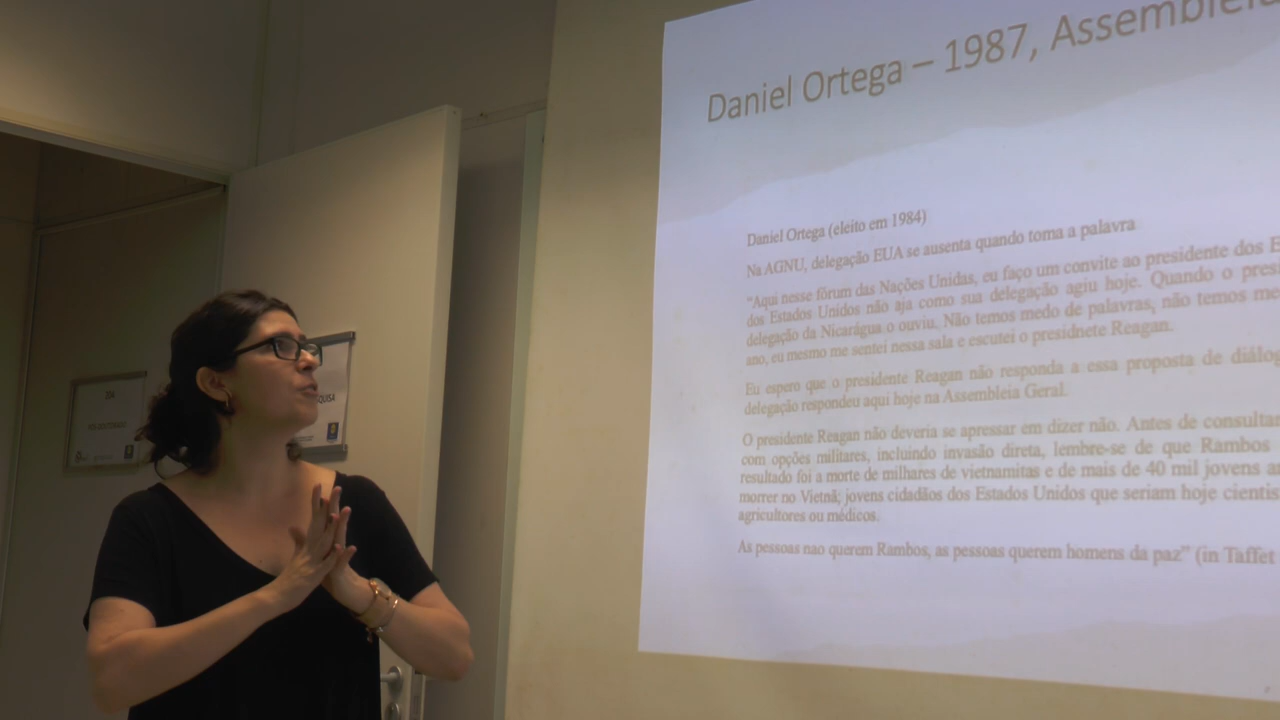 Daniel Ortega – 1987, Assembleia
Daniel Ortega (eleito em 1984)
Na AGNU, delegação EUA se ausenta quando toma a palavra
“Aqui nesse fórum das Nações Unidas, eu faço um convite ao presidente dos E
dos Estados Unidos não aja como sua delegação agiu hoje. Quando o presi
delegação da Nicarágua o ouviu. Não temos medo de palavras, não temos me
ano, eu mesmo me sentei nessa sala e escutei o presidnete Reagan.
Eu espero que o presidente Reagan não responda a essa proposta de diálog
delegação respondeu aqui hoje na Assembleia Geral.
O presidente Reagan não deveria se apressar em dizer não. Antes de consultar
com opções militares, incluindo invasão direta, lembre-se de que Rambos
resultado foi a morte de milhares de vietnamitas e de mais de 40 mil jovens a
morrer no Vietnã; jovens cidadãos dos Estados Unidos que seriam hoje cientis
agricultores ou médicos.
As pessoas nao querem Rambos, as pessoas querem homens da paz” (in Taffet
QUISA